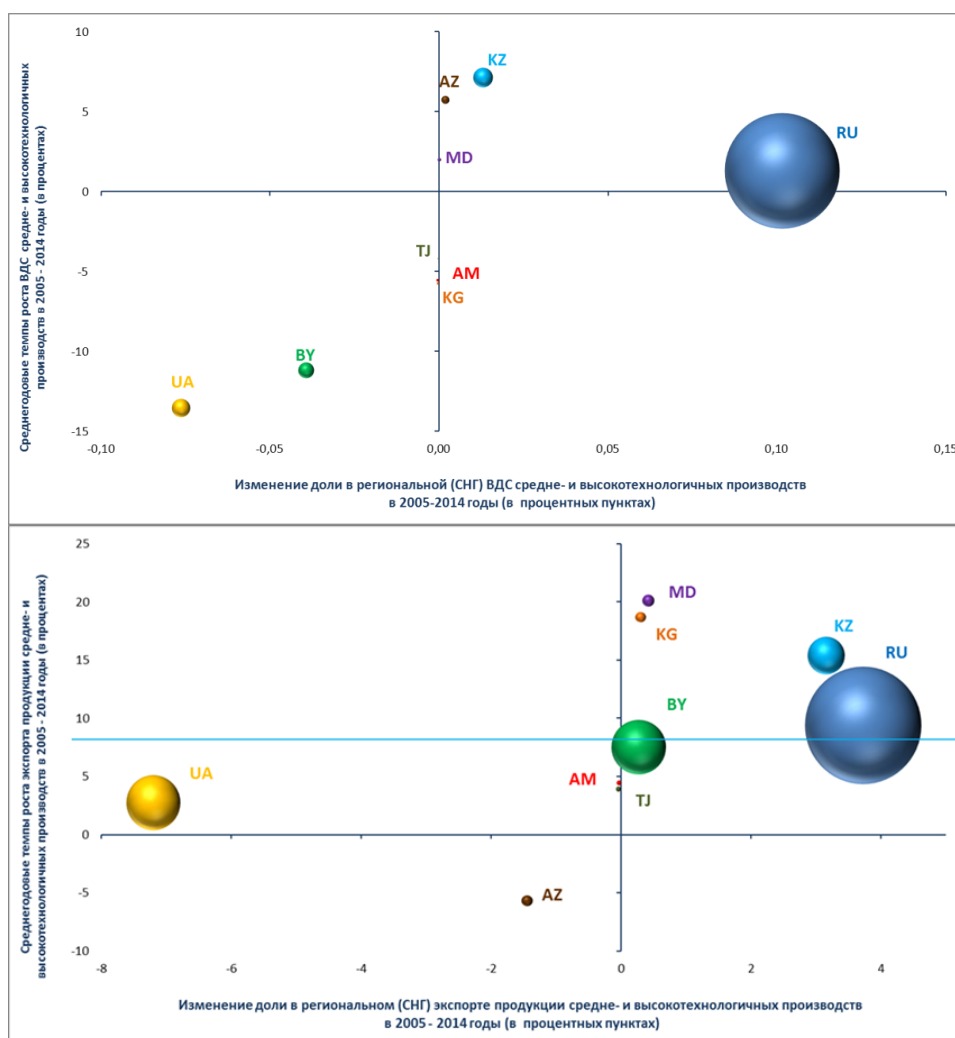 Среднегодовые темпы роста ВДС средне- и высокотехнологичных
производств в 2005 - 2014 годы (в процентах)
10
5
0
-5
-10
-15
KZ
AZ
RU
MD
TJ
AM
KG
BY
UA
-0,10
-0,05
0,00
0,05
0,10
0,15
Изменение доли в региональной (СНГ) ВДС средне- и высокотехнологичных производств
в 2005-2014 годы (в процентных пунктах)
Среднегодовые темпы роста экспорта продукции средне- и
высокотехнологичных производств в 2005 - 2014 годы (в процентах)
25
20
15
10
5
0
-5
-10
MD
KG
KZ
RU
BY
UA
AM
TJ
AZ
-8
-6
-4
-2
0
2
4
Изменение доли в региональном (СНГ) экспорте продукции средне- и высокотехнологичных производств
в 2005 - 2014 годы (в процентных пунктах)